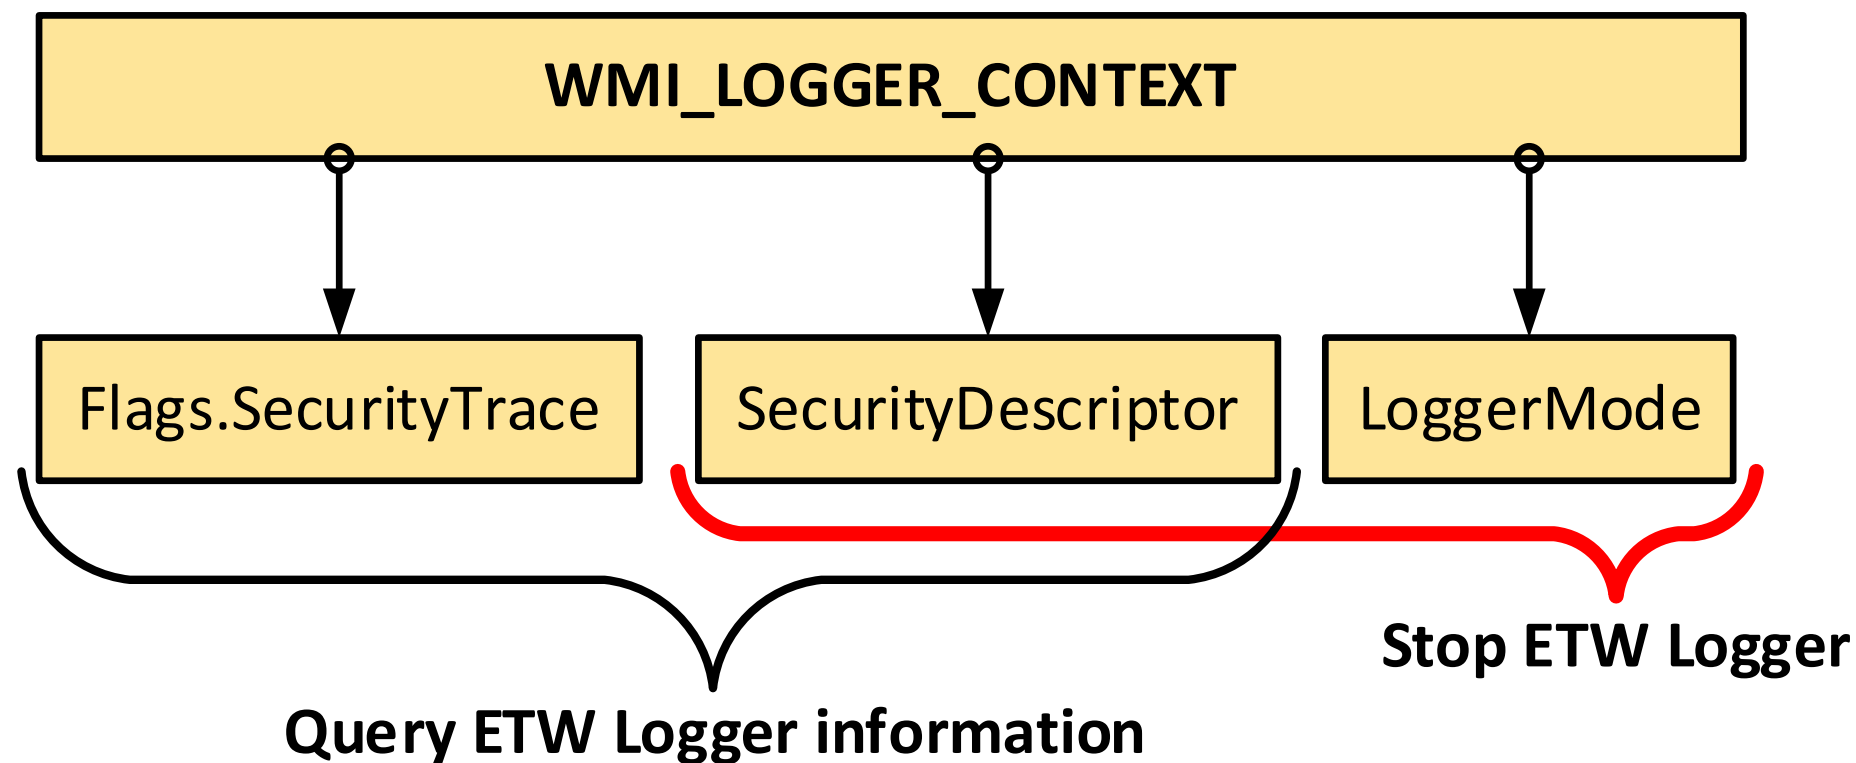 WMI_LOGGER_CONTEXT
Flags.SecurityTrace
SecurityDescriptor
LoggerMode
Stop ETW Logger
Query ETW Logger information